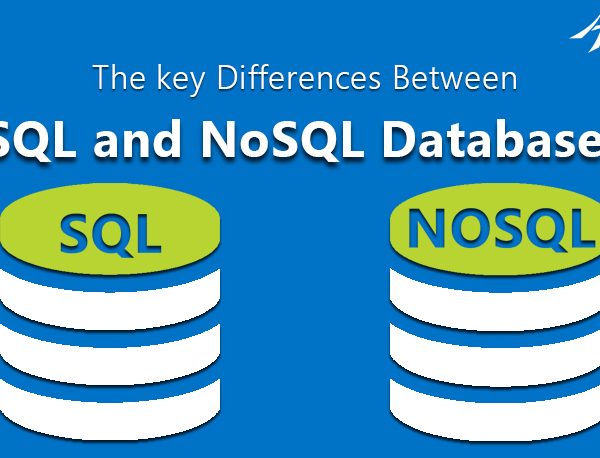 The key Differences Between
SQL and NoSQL Database
SQL
NOSQL